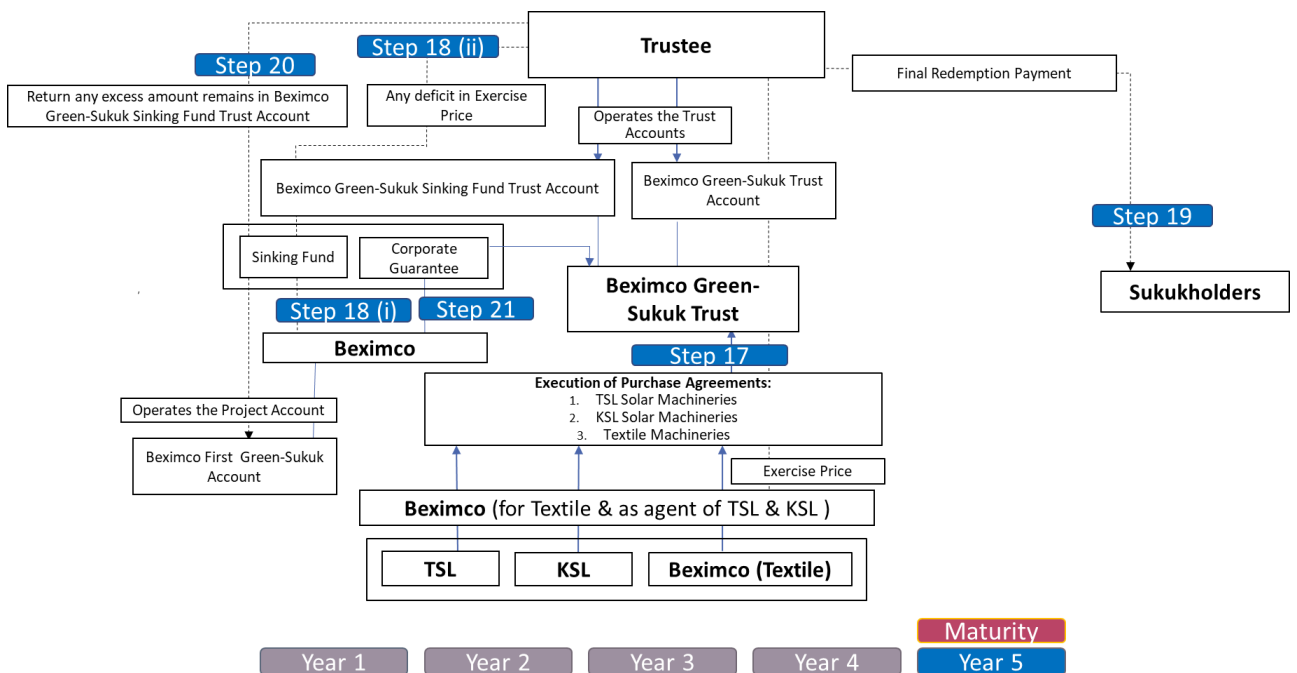 Trustee
Step 18 (ii)
Step 20
Final Redemption Payment
Return any excess amount remains in Beximco
Green-Sukuk Sinking Fund Trust Account
Any deficit in Exercise
Price
Operates the Trust
Accounts
Beximco Green-Sukuk Sinking Fund Trust Account
Beximco Green-Sukuk Trust
Account
Step 19
Sinking Fund
Corporate
Guarantee
Beximco Green-
Sukuk Trust
Sukukholders
Step 18 (i)
Step 21
Beximco
Step 17
Execution of Purchase Agreements:
1. TSL Solar Machineries
2. KSL Solar Machineries
3. Textile Machineries
Operates the Project Account
Beximco First Green-Sukuk
Account
Exercise Price
Beximco (for Textile & as agent of TSL & KSL )
TSL
KSL
Beximco (Textile)
Maturity
Year 1
Year 2
Year 3
Year 4
Year 5